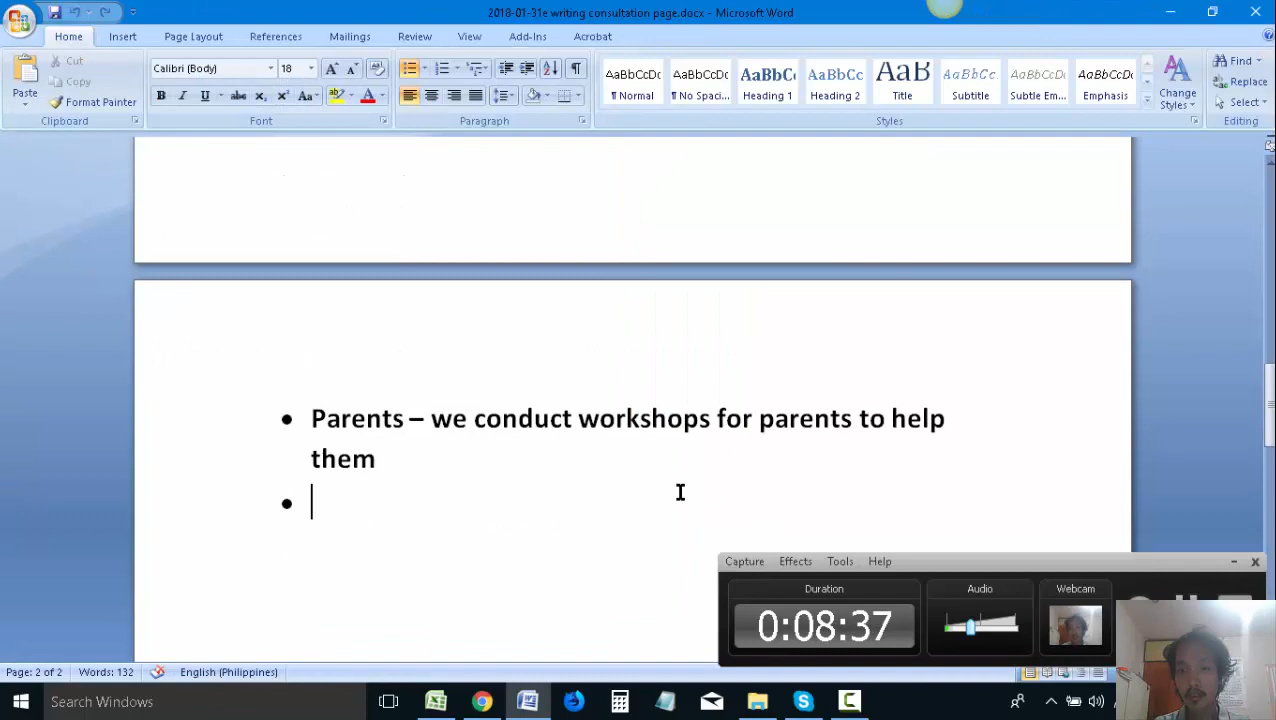 2018-01-31e writing consultation page.docx - Microsoft Word
Home Insert Page Layout References Mailings Review View Add-Ins Acrobat
Cut Calibri (Body) 18 Find
Copy Replace
Paste Format Painter Change Styles Select
AaBbCcDc AaBbCcDc AaBbC AaBbCc AaB AaBbCc. AaBbCcDc AaBbCcDc
¶ Normal ¶ No Spaci... Heading 1 Heading 2 Title Subtitle Subtle Em... Emphasis
Clipboard Font Paragraph Styles Editing
• Parents – we conduct workshops for parents to help
them
•
Capture Effects Tools Help
Duration Audio Webcam
0:08:37
Page: 2 of 2 Words: 132 English (Philippines)
Search Windows